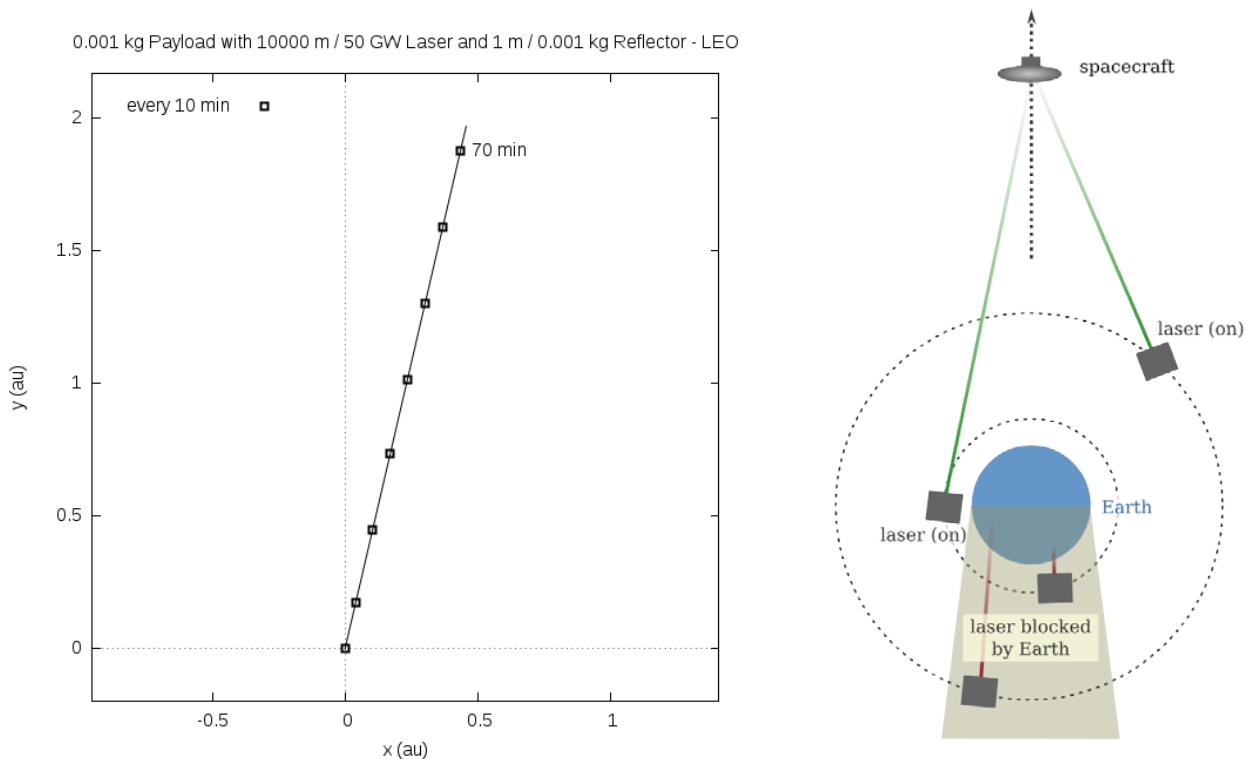 0.001 kg Payload with 10000 m / 50 GW Laser and 1 m / 0.001 kg Reflector - LEO
every 10 min
70 min
2
1.5
1
0.5
0
-0.5
0
0.5
1
y (au)
x (au)
spacecraft
laser (on)
Earth
laser (on)
laser blocked
by Earth